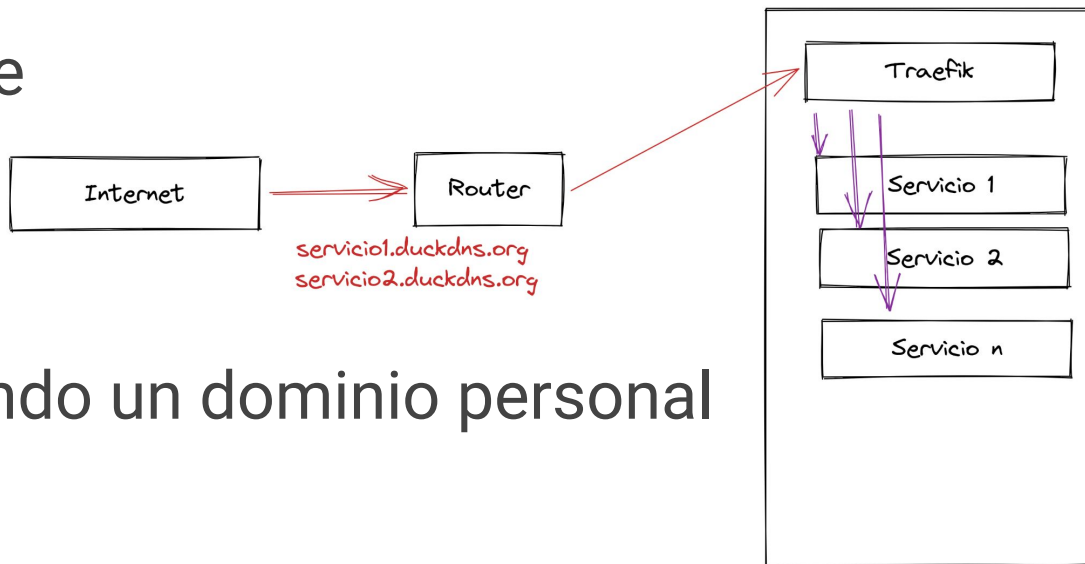 e
Internet
Router
servicio1.duckdns.org
servicio2.duckdns.org
Traefik
Servicio 1
Servicio 2
Servicio n
ndo un dominio personal